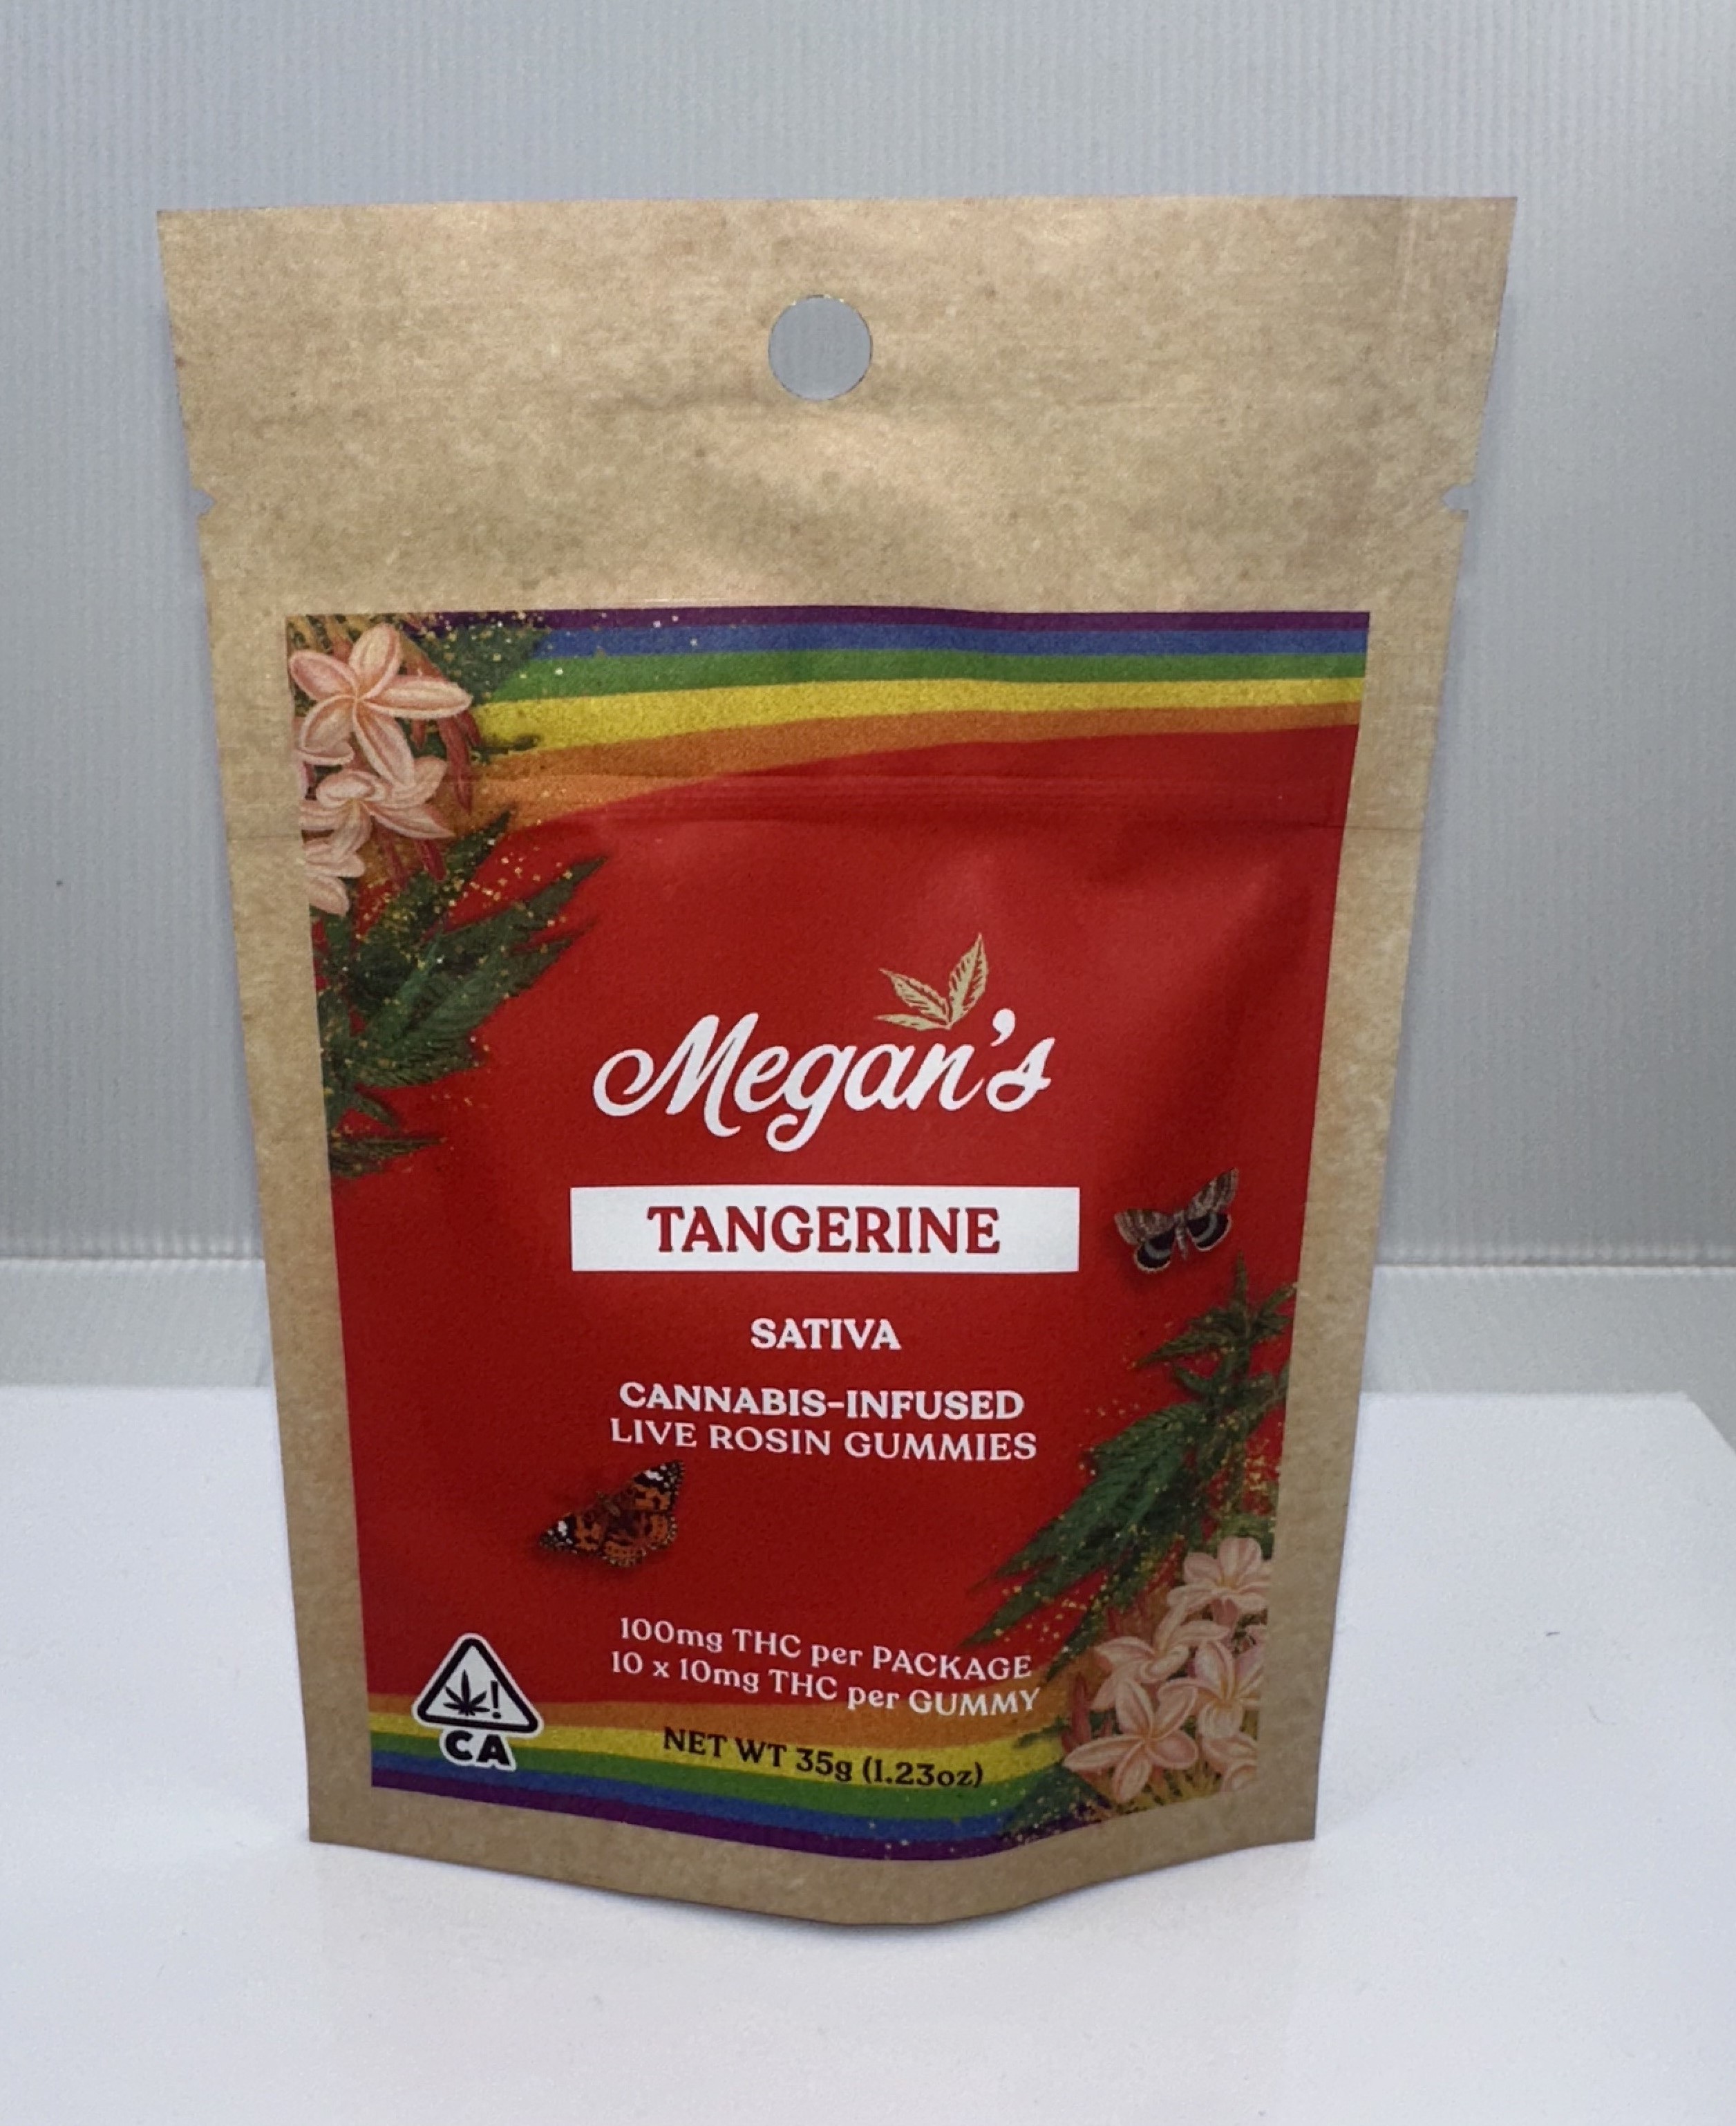 Megan's
TANGERINE
SATIVA
CANNABIS-INFUSED
LIVE ROSIN GUMMIES
100mg THC per PACKAGE
10 x 10mg THC per GUMMY
NET WT 35g (1.23oz)
!
CA